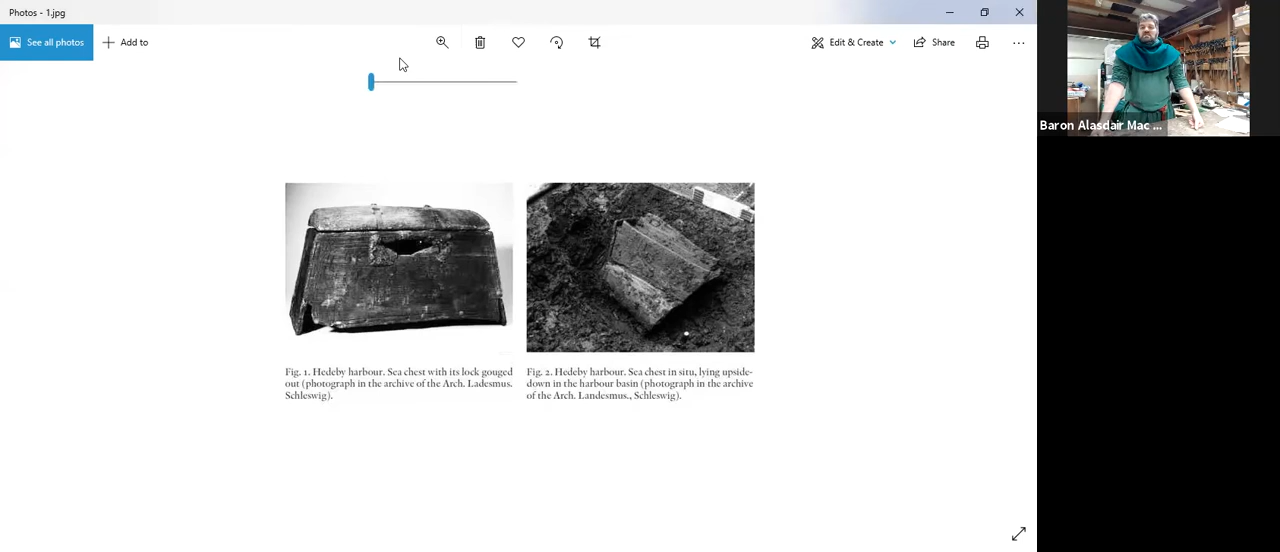 Photos - 1.jpg
See all photos
Add to
Edit & Create
Share
Baron Alasdair Mac ...
Fig. 1. Hedeby harbour. Sea chest with its lock gouged
out (photograph in the archive of the Arch. Ladesmus.
Schleswig).
Fig. 2. Hedeby harbour. Sea chest in situ, lying upside-
down in the harbour basin (photograph in the archive
of the Arch. Landesmus., Schleswig).